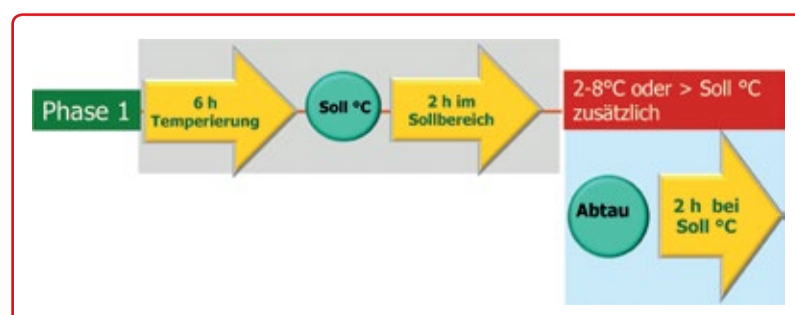 Phase 1
6 h
Temperierung
Soll °C
2 h im
Sollbereich
2-8°C oder > Soll °C
zusätzlich
Abtau
2 h bei
Soll °C